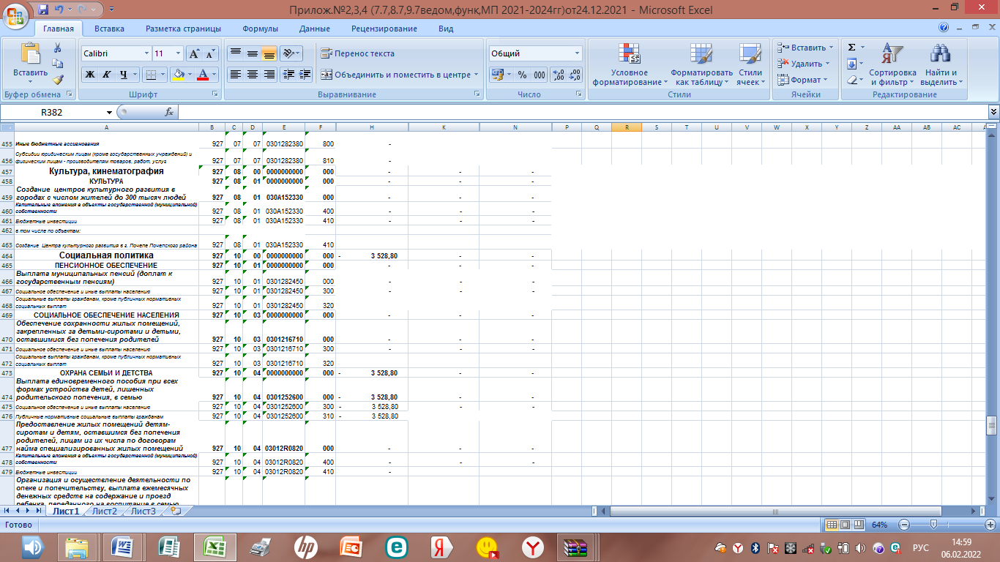 Прилож.№2,3,4 (7.7,8.7,9.7ведом,функ,МП 2021-2024гг)от24.12.2021 - Microsoft Excel
Главная Вставка Разметка страницы Формулы Данные Рецензирование Вид
Calibri 11 Перенос текста Общий Вставить
Вставить Ж К Ч Объединить и поместить в центре % 000 Условное форматирование Форматировать как таблицу Стили ячеек Удалить Формат Сортировка и фильтр Найти и выделить
Буфер обмена Шрифт Выравнивание Число Стили Ячейки Редактирование
R382 fx
A B C D E F H K N P Q R S T U V W X Y Z AA AB AC
455 Иные бюджетные ассигнования 927 07 07 0301282380 800 -
Субсидии юридическим лицам (кроме государственных учреждений) и
456 физическим лицам - производителям товаров, работ, услуг 927 07 07 0301282380 810 -
457 Культура, кинематография 927 08 00 0000000000 000 - - -
458 КУЛЬТУРА 927 08 01 0000000000 000 - - -
Создание центров культурного развития в
459 городах с числом жителей до 300 тысяч людей 927 08 01 030A152330 000 - - -
Капитальные вложения в объекты государственной (муниципальной)
460 собственности 927 08 01 030A152330 400 - - -
461 Бюджетные инвестиции 927 08 01 030A152330 410 - - -
462 в том числе по объектам:
463 Создание Центра культурного развития в г. Почепе Почепского района 927 08 01 030A152330 410
464 Социальная политика 927 10 00 0000000000 000 - 3 528,80 - -
465 ПЕНСИОННОЕ ОБЕСПЕЧЕНИЕ 927 10 01 0000000000 000 - - -
Выплата муниципальных пенсий (доплат к
466 государственным пенсиям) 927 10 01 0301282450 000 - - -
467 Социальное обеспечение и иные выплаты населению 927 10 01 0301282450 300 - - -
Социальные выплаты гражданам, кроме публичных нормативных
468 социальных выплат 927 10 01 0301282450 320
469 СОЦИАЛЬНОЕ ОБЕСПЕЧЕНИЕ НАСЕЛЕНИЯ 927 10 03 0000000000 000 - - -
Обеспечение сохранности жилых помещений,
закрепленных за детьми-сиротами и детьми,
470 оставшимися без попечения родителей 927 10 03 0301216710 000 - - -
471 Социальное обеспечение и иные выплаты населению 927 10 03 0301216710 300 - - -
Социальные выплаты гражданам, кроме публичных нормативных
472 социальных выплат 927 10 03 0301216710 320
473 ОХРАНА СЕМЬИ И ДЕТСТВА 927 10 04 0000000000 000 - 3 528,80 - -
Выплата единовременного пособия при всех
формах устройства детей, лишенных
474 родительского попечения, в семью 927 10 04 0301252600 000 - 3 528,80 - -
475 Социальное обеспечение и иные выплаты населению 927 10 04 0301252600 300 - 3 528,80 - -
476 Публичные нормативные социальные выплаты гражданам 927 10 04 0301252600 310 - 3 528,80
Предоставление жилых помещений детям-
сиротам и детям, оставшимся без попечения
родителей, лицам из их числа по договорам
477 найма специализированных жилых помещений 927 10 04 03012R0820 000 - - -
Капитальные вложения в объекты государственной (муниципальной)
478 собственности 927 10 04 03012R0820 400 - - -
479 Бюджетные инвестиции 927 10 04 03012R0820 410 -
Организация и осуществление деятельности по
опеке и попечительству, выплата ежемесячных
денежных средств на содержание и проезд
ребенка, переданного на воспитание в семью
Лист1 Лист2 Лист3
Готово 64%
РУС 14:59
06.02.2022